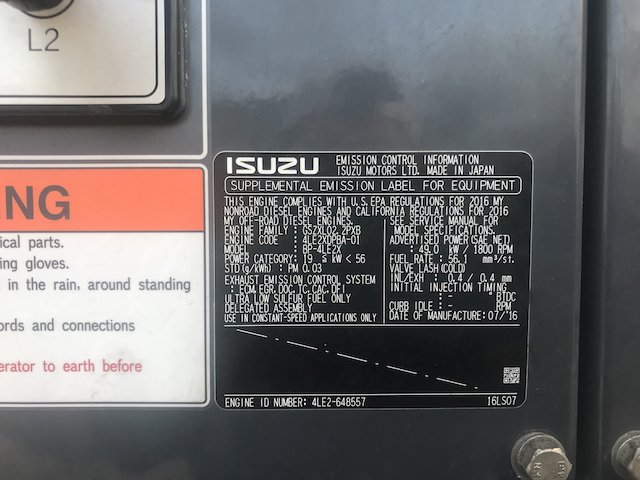 L2
NG
ical parts.
ing gloves.
in the rain, around standing
ords and connections
erator to earth before
ISUZU
EMISSION CONTROL INFORMATION
ISUZU MOTORS LTD. MADE IN JAPAN
SUPPLEMENTAL EMISSION LABEL FOR EQUIPMENT
THIS ENGINE COMPLIES WITH U.S.EPA REGULATIONS FOR 2016 MY
NONROAD DIESEL ENGINES AND CALIFORNIA REGULATIONS FOR 2016
MY OFF-ROAD DIESEL ENGINES.
ENGINE FAMILY : GSZXL02.2PXB
ENGINE CODE : 4LE2XDPBA-01
MODEL : BP-4LE2X
POWER CATEGORY: 19 ≦ kW < 56
STD(g/kWh) : PM 0.03
EXHAUST EMISSION CONTROL SYSTEM
: ECM, EGR, DOC, TC, CAC, DFI
ULTRA LOW SULFUR FUEL ONLY
DELEGATED ASSEMBLY
USE IN CONSTANT-SPEED APPLICATIONS ONLY
SEE SERVICE MANUAL FOR
MODEL SPECIFICATIONS.
ADVERTISED POWER(SAE NET)
: 49.0 kW / 1800 RPM
FUEL RATE : 56.1 mm³/st.
VALVE LASH(COLD)
IN/EXH : 0.4 / 0.4 mm
INITIAL INJECTION TIMING
: - °BTDC
CURB IDLE : - RPM
DATE OF MANUFACTURE:07/'16
ENGINE ID NUMBER: 4LE2-648557
16LS07